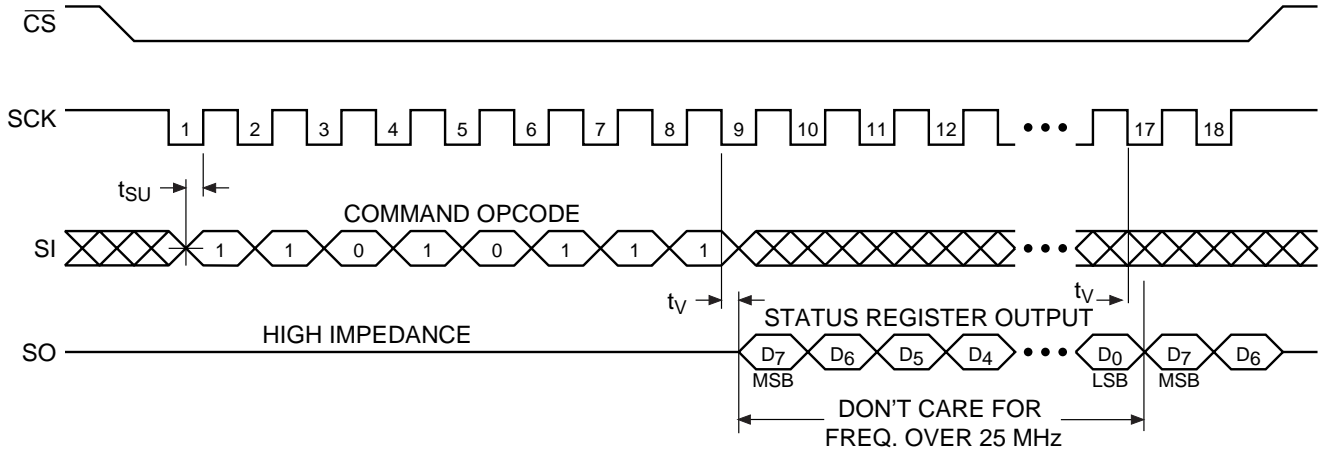 CS
SCK
1 2 3 4 5 6 7 8 9 10 11 12 ••• 17 18
tSU
COMMAND OPCODE
SI
1 1 0 1 0 1 1 1 •••
tV tV
STATUS REGISTER OUTPUT
HIGH IMPEDANCE
SO
D7 D6 D5 D4 ••• D0 D7 D6
MSB LSB MSB
DON'T CARE FOR
FREQ. OVER 25 MHz